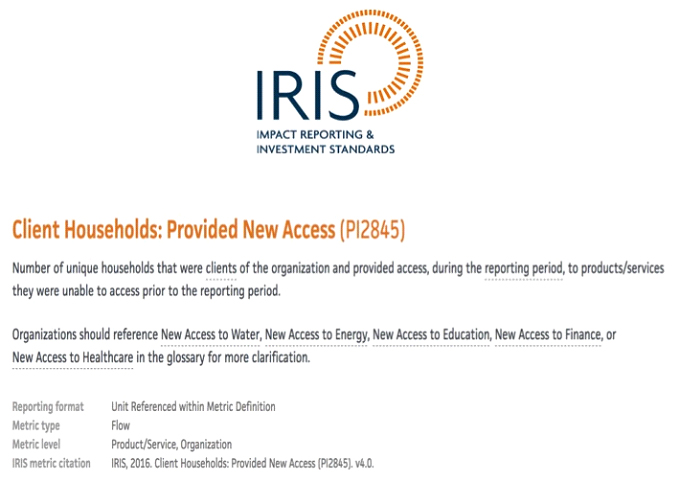 IRIS
IMPACT REPORTING &
INVESTMENT STANDARDS
Client Households: Provided New Access (PI2845)
Number of unique households that were clients of the organization and provided access, during the reporting period, to products/services
they were unable to access prior to the reporting period.
Organizations should reference New Access to Water, New Access to Energy, New Access to Education, New Access to Finance, or
New Access to Healthcare in the glossary for more clarification.
Reporting format Unit Referenced within Metric Definition
Metric type Flow
Metric level Product/Service, Organization
IRIS metric citation IRIS, 2016. Client Households: Provided New Access (PI2845). v4.0.